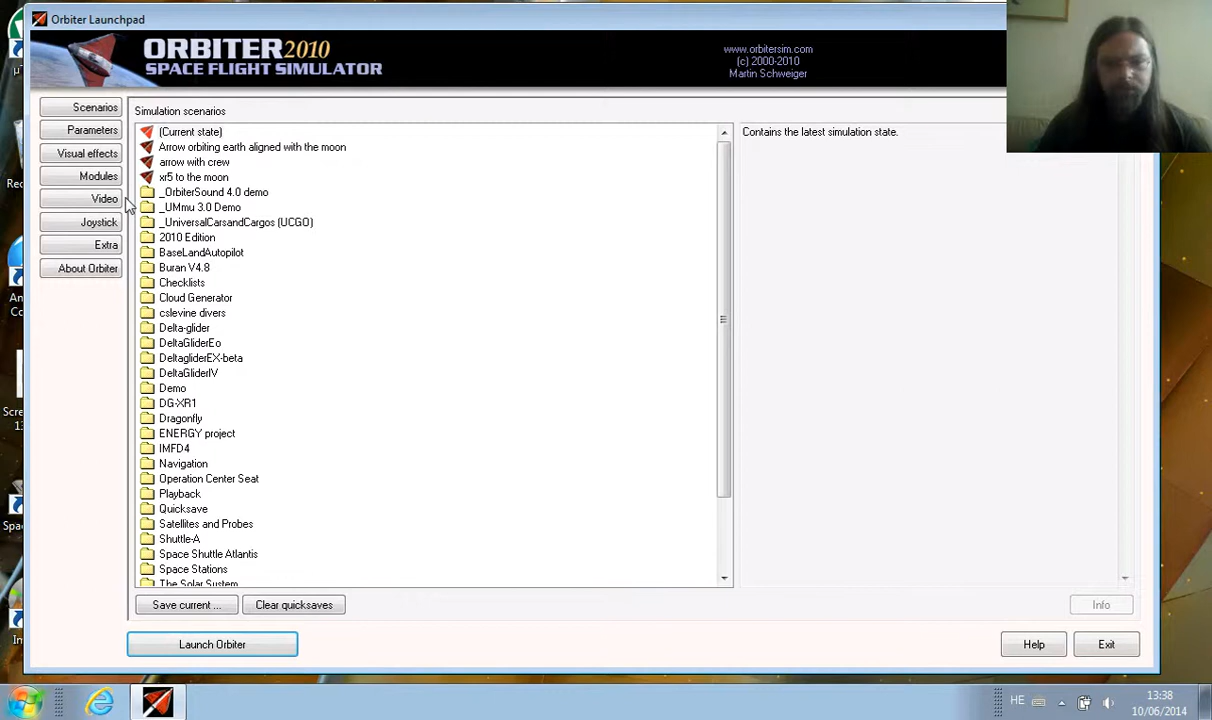 Orbiter Launchpad
ORBITER 2010
SPACE FLIGHT SIMULATOR
www.orbitersim.com
(c) 2000-2010
Martin Schweiger
Scenarios
Parameters
Visual effects
Modules
Video
Joystick
Extra
About Orbiter
Simulation scenarios
(Current state)
Arrow orbiting earth aligned with the moon
arrow with crew
xr5 to the moon
_OrbiterSound 4.0 demo
_UMmu 3.0 Demo
_UniversalCarsandCargos (UCGO)
2010 Edition
BaseLandAutopilot
Buran V4.8
Checklists
Cloud Generator
cslevine divers
Delta-glider
DeltaGliderEo
DeltagliderEX-beta
DeltaGliderIV
Demo
DG-XR1
Dragonfly
ENERGY project
IMFD4
Navigation
Operation Center Seat
Playback
Quicksave
Satellites and Probes
Shuttle-A
Space Shuttle Atlantis
Space Stations
The Solar System
Contains the latest simulation state.
Save current ...
Clear quicksaves
Info
Launch Orbiter
Help
Exit
HE
13:38
10/06/2014